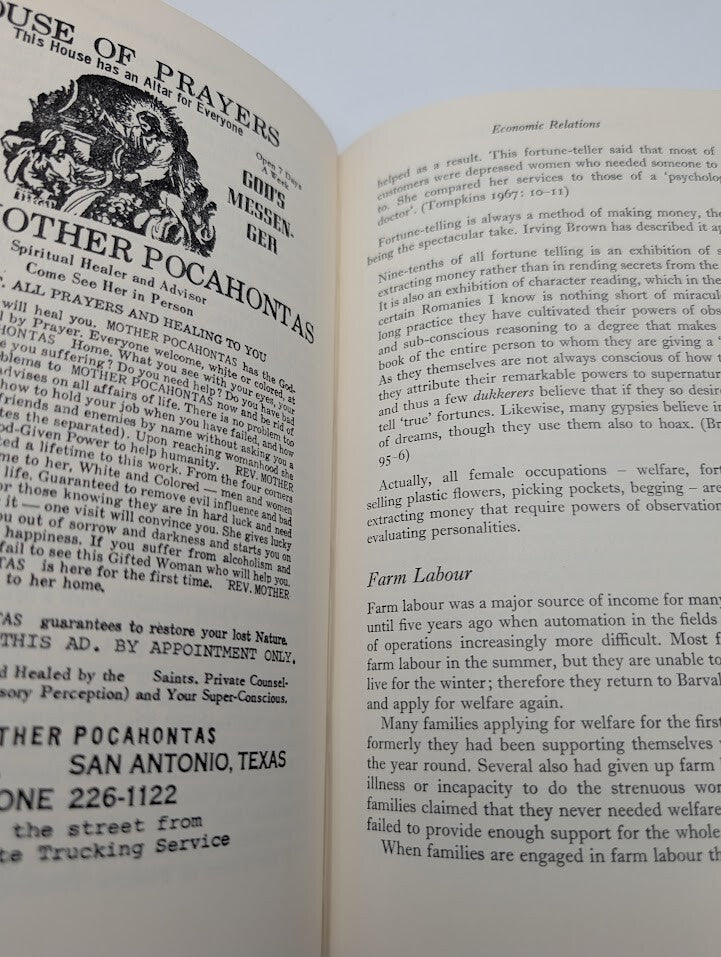 OUSE OF PRAYERS
This House has an Altar for Everyone
Open 7 Days
A Week
GOD'S
MESSEN-
GER
MOTHER POCAHONTAS
Spiritual Healer and Advisor
Come See Her in Person
ALL PRAYERS AND HEALING TO YOU
will heal you. MOTHER POCAHONTAS has the God-
by Prayer. Everyone welcome, white or colored, at
HONTAS Home. What you see with your eyes, your
you suffering? Do you need help? Do you have bad
oblems to MOTHER POCAHONTAS now and be rid of
advises on all affairs of life. There is no problem too
how to hold your job when you have failed, and how
friends and enemies by name without asking you a
tes the separated). Upon reaching womanhood she
od-Given Power to help humanity. REV. MOTHER
ted a lifetime to this work. From the four corners
me to her, White and Colored — men and women
life. Guaranteed to remove evil influence and bad
or those knowing they are in hard luck and need
it — one visit will convince you. She gives lucky
ou out of sorrow and darkness and starts you on
happiness. If you suffer from alcoholism and
fail to see this Gifted Woman who will help you.
TAS is here for the first time. REV. MOTHER
to her home.
TAS guarantees to restore your lost Nature.
THIS AD. BY APPOINTMENT ONLY.
d Healed by the Saints. Private Counsel-
sory Perception) and Your Super-Conscious.
THER POCAHONTAS
SAN ANTONIO, TEXAS
ONE 226-1122
the street from
te Trucking Service
Economic Relations
helped as a result. This fortune-teller said that most of
customers were depressed women who needed someone to
to. She compared her services to those of a 'psycholog
doctor'. (Tompkins 1967: 10-11)
Fortune-telling is always a method of making money, the
being the spectacular take. Irving Brown has described it ap
Nine-tenths of all fortune telling is an exhibition of s
extracting money rather than in rending secrets from the
It is also an exhibition of character reading, which in the
certain Romanies I know is nothing short of miracul
long practice they have cultivated their powers of obs
and sub-conscious reasoning to a degree that makes
book of the entire person to whom they are giving a '
As they themselves are not always conscious of how t
they attribute their remarkable powers to supernatur
and thus a few dukkerers believe that if they so desire
tell 'true' fortunes. Likewise, many gypsies believe i
of dreams, though they use them also to hoax. (Br
95-6)
Actually, all female occupations – welfare, for
selling plastic flowers, picking pockets, begging – are
extracting money that require powers of observation
evaluating personalities.
Farm Labour
Farm labour was a major source of income for many
until five years ago when automation in the fields
of operations increasingly more difficult. Most f
farm labour in the summer, but they are unable to
live for the winter; therefore they return to Barval
and apply for welfare again.
Many families applying for welfare for the first
formerly they had been supporting themselves
the year round. Several also had given up farm
illness or incapacity to do the strenuous wor
families claimed that they never needed welfare
failed to provide enough support for the whole
When families are engaged in farm labour th